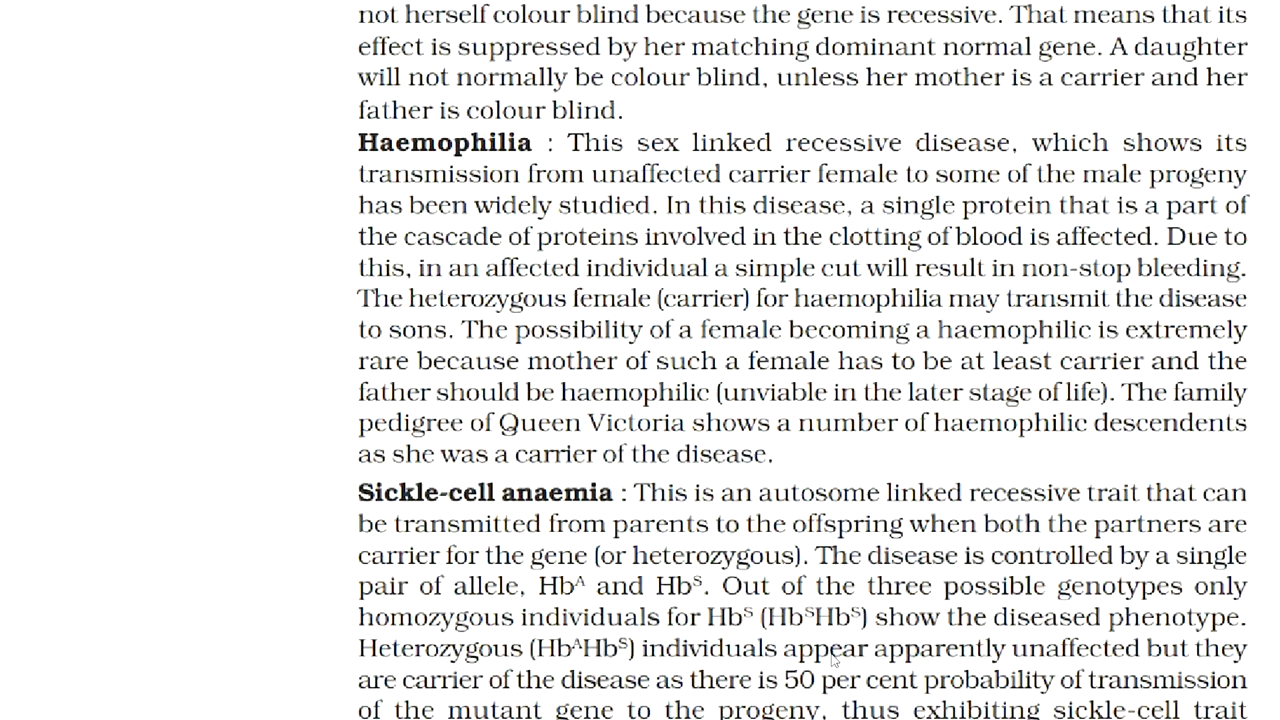 not herself colour blind because the gene is recessive. That means that its
effect is suppressed by her matching dominant normal gene. A daughter
will not normally be colour blind, unless her mother is a carrier and her
father is colour blind.
Haemophilia : This sex linked recessive disease, which shows its
transmission from unaffected carrier female to some of the male progeny
has been widely studied. In this disease, a single protein that is a part of
the cascade of proteins involved in the clotting of blood is affected. Due to
this, in an affected individual a simple cut will result in non-stop bleeding.
The heterozygous female (carrier) for haemophilia may transmit the disease
to sons. The possibility of a female becoming a haemophilic is extremely
rare because mother of such a female has to be at least carrier and the
father should be haemophilic (unviable in the later stage of life). The family
pedigree of Queen Victoria shows a number of haemophilic descendents
as she was a carrier of the disease.
Sickle-cell anaemia : This is an autosome linked recessive trait that can
be transmitted from parents to the offspring when both the partners are
carrier for the gene (or heterozygous). The disease is controlled by a single
pair of allele, Hbᴬ and Hbˢ. Out of the three possible genotypes only
homozygous individuals for Hbˢ (HbˢHbˢ) show the diseased phenotype.
Heterozygous (HbᴬHbˢ) individuals appear apparently unaffected but they
are carrier of the disease as there is 50 per cent probability of transmission
of the mutant gene to the progeny, thus exhibiting sickle-cell trait